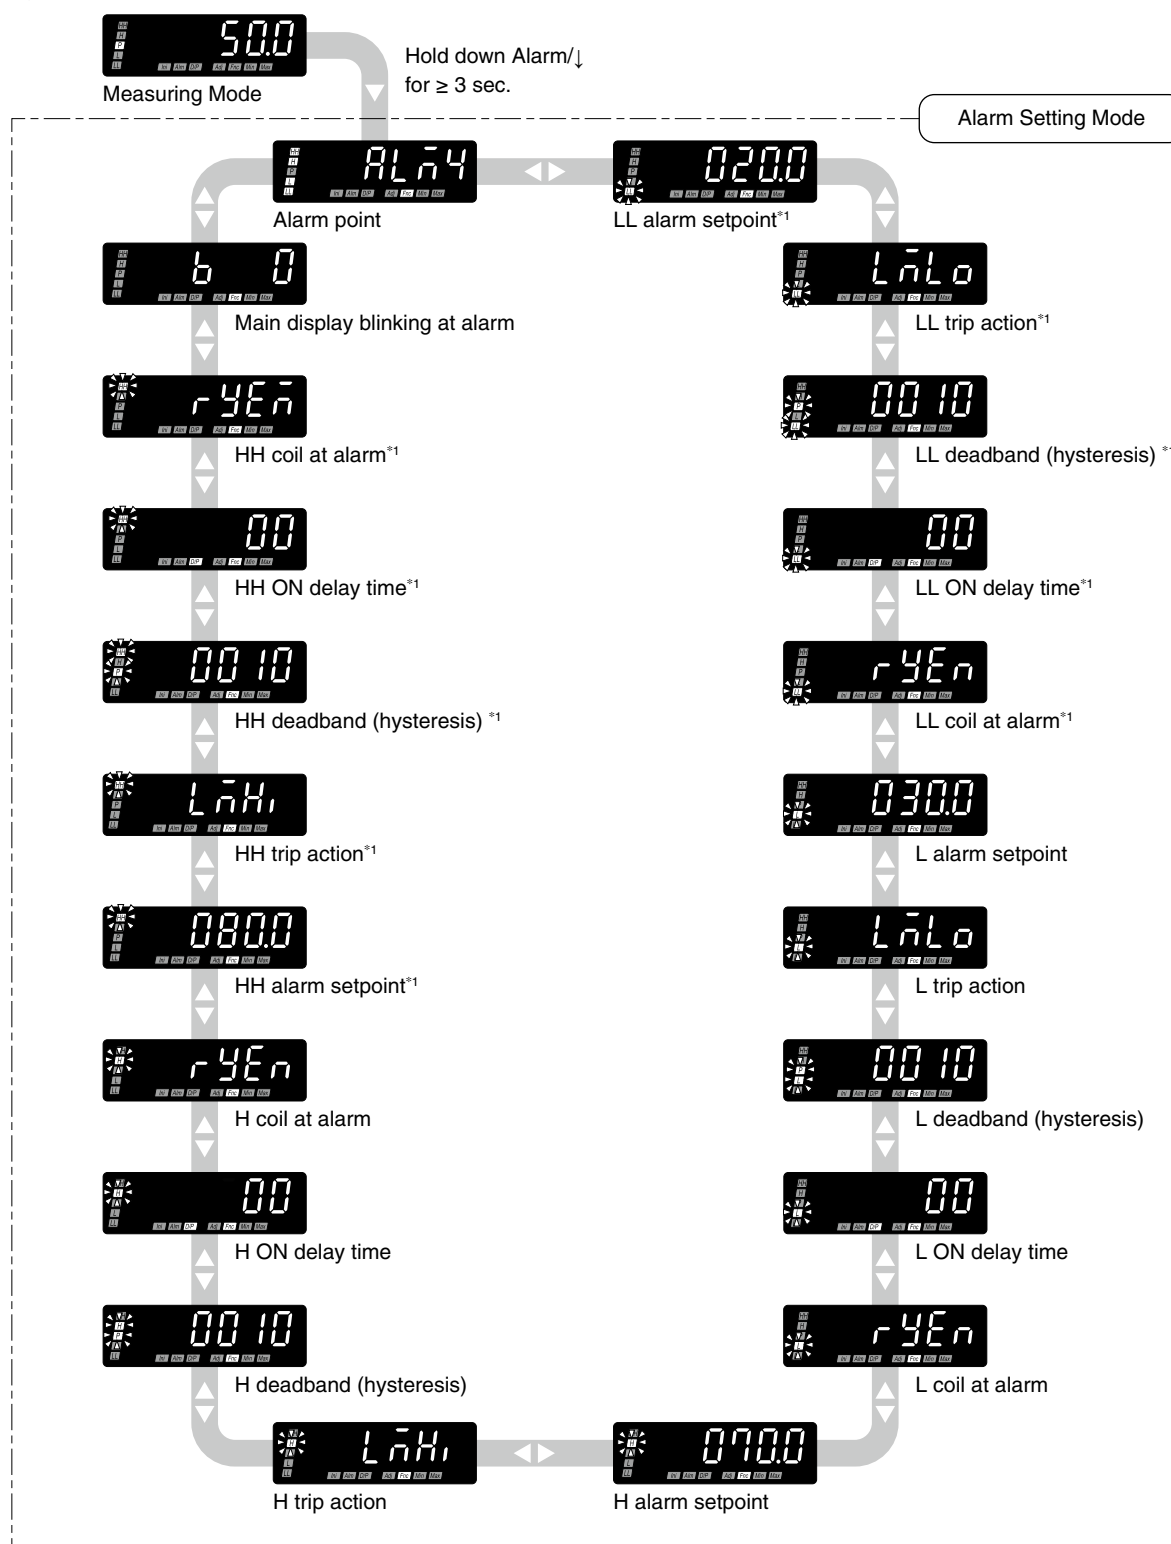 50.0
Measuring Mode
Hold down Alarm/↓
for ≥ 3 sec.
Alarm Setting Mode
ALM4
Alarm point
020.0
LL alarm setpoint*1
b 0
Main display blinking at alarm
LMLo
LL trip action*1
ryEM
HH coil at alarm*1
0010
LL deadband (hysteresis) *1
00
HH ON delay time*1
00
LL ON delay time*1
0010
HH deadband (hysteresis) *1
ryEn
LL coil at alarm*1
LMHi
HH trip action*1
030.0
L alarm setpoint
080.0
HH alarm setpoint*1
LMLo
L trip action
ryEn
H coil at alarm
0010
L deadband (hysteresis)
00
H ON delay time
00
L ON delay time
0010
H deadband (hysteresis)
ryEn
L coil at alarm
LMHi
H trip action
070.0
H alarm setpoint